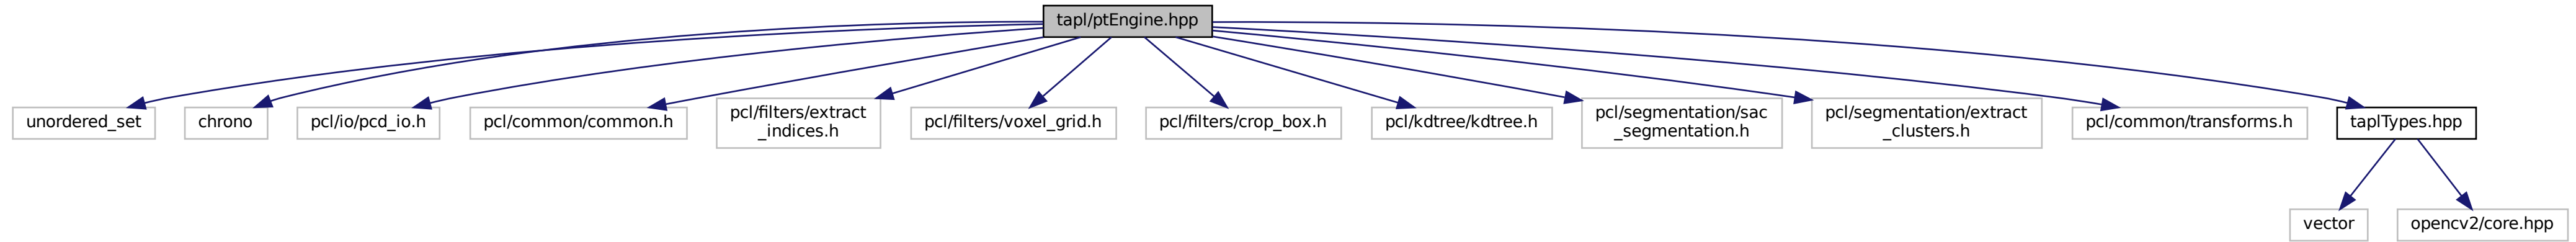 tapl/ptEngine.hpp
unordered_set
chrono
pcl/io/pcd_io.h
pcl/common/common.h
pcl/filters/extract
_indices.h
pcl/filters/voxel_grid.h
pcl/filters/crop_box.h
pcl/kdtree/kdtree.h
pcl/segmentation/sac
_segmentation.h
pcl/segmentation/extract
_clusters.h
pcl/common/transforms.h
taplTypes.hpp
vector
opencv2/core.hpp